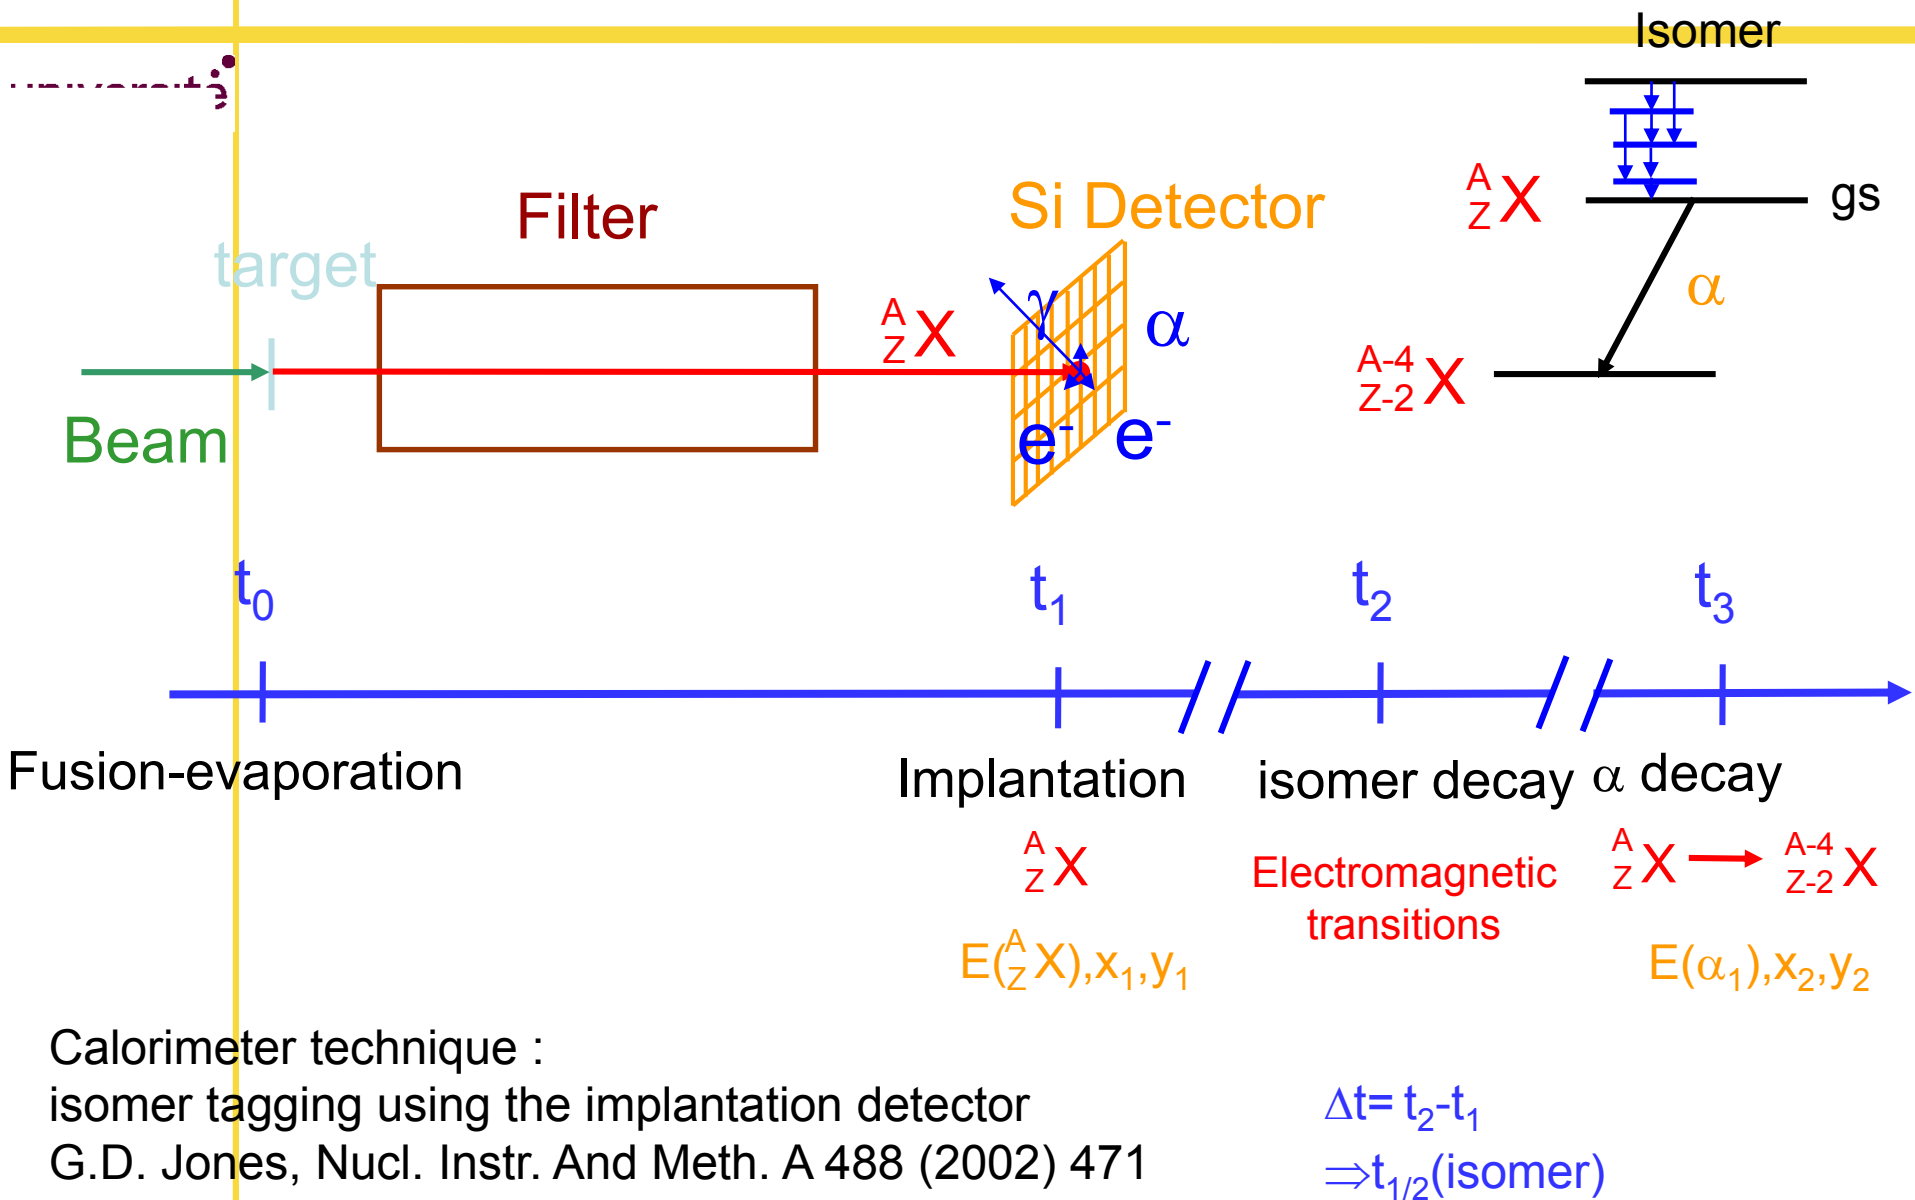 Isomer
université
Filter
Si Detector
target
A
Z X
gs
γ
α
A
Z X
α
A-4
Z-2 X
Beam
e- e-
t0 t1 t2 t3
Fusion-evaporation Implantation isomer decay α decay
A
Z X
Electromagnetic
transitions
A
Z X → A-4
Z-2 X
E(A
Z X),x1,y1
E(α1),x2,y2
Calorimeter technique :
isomer tagging using the implantation detector
G.D. Jones, Nucl. Instr. And Meth. A 488 (2002) 471
Δt= t2-t1
⇒t1/2(isomer)